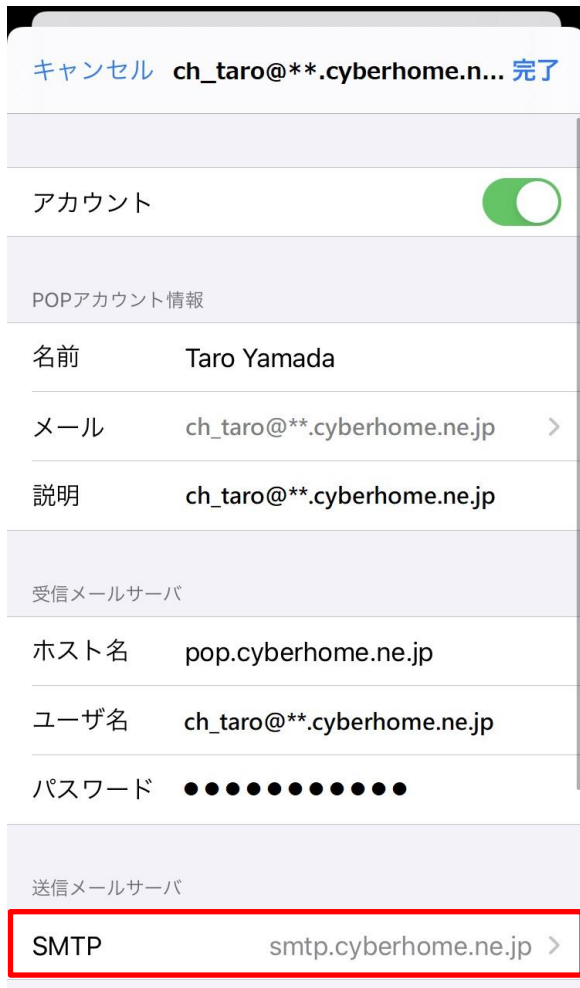 キャンセル ch_taro@**.cyberhome.n... 完了
アカウント
POPアカウント情報
名前 Taro Yamada
メール ch_taro@**.cyberhome.ne.jp
説明 ch_taro@**.cyberhome.ne.jp
受信メールサーバ
ホスト名 pop.cyberhome.ne.jp
ユーザ名 ch_taro@**.cyberhome.ne.jp
パスワード ●●●●●●●●●●●
送信メールサーバ
SMTP smtp.cyberhome.ne.jp